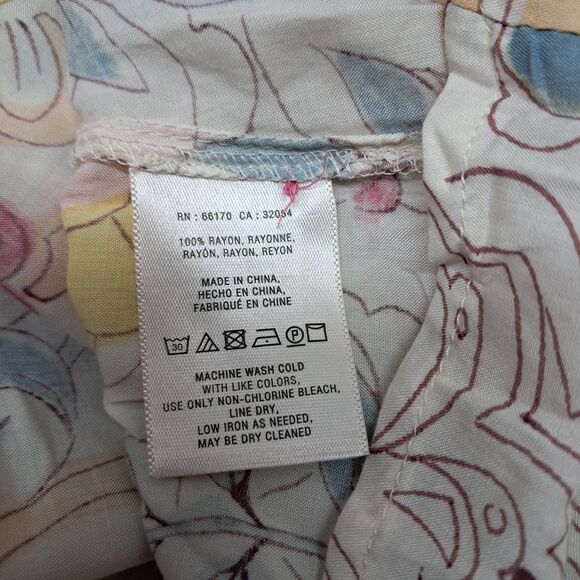 RN : 66170 CA : 32054
100% RAYON, RAYONNE,
RAYÓN, RAYON, REYON
MADE IN CHINA,
HECHO EN CHINA,
FABRIQUÉ EN CHINE
30 P
MACHINE WASH COLD
WITH LIKE COLORS,
USE ONLY NON-CHLORINE BLEACH,
LINE DRY,
LOW IRON AS NEEDED,
MAY BE DRY CLEANED